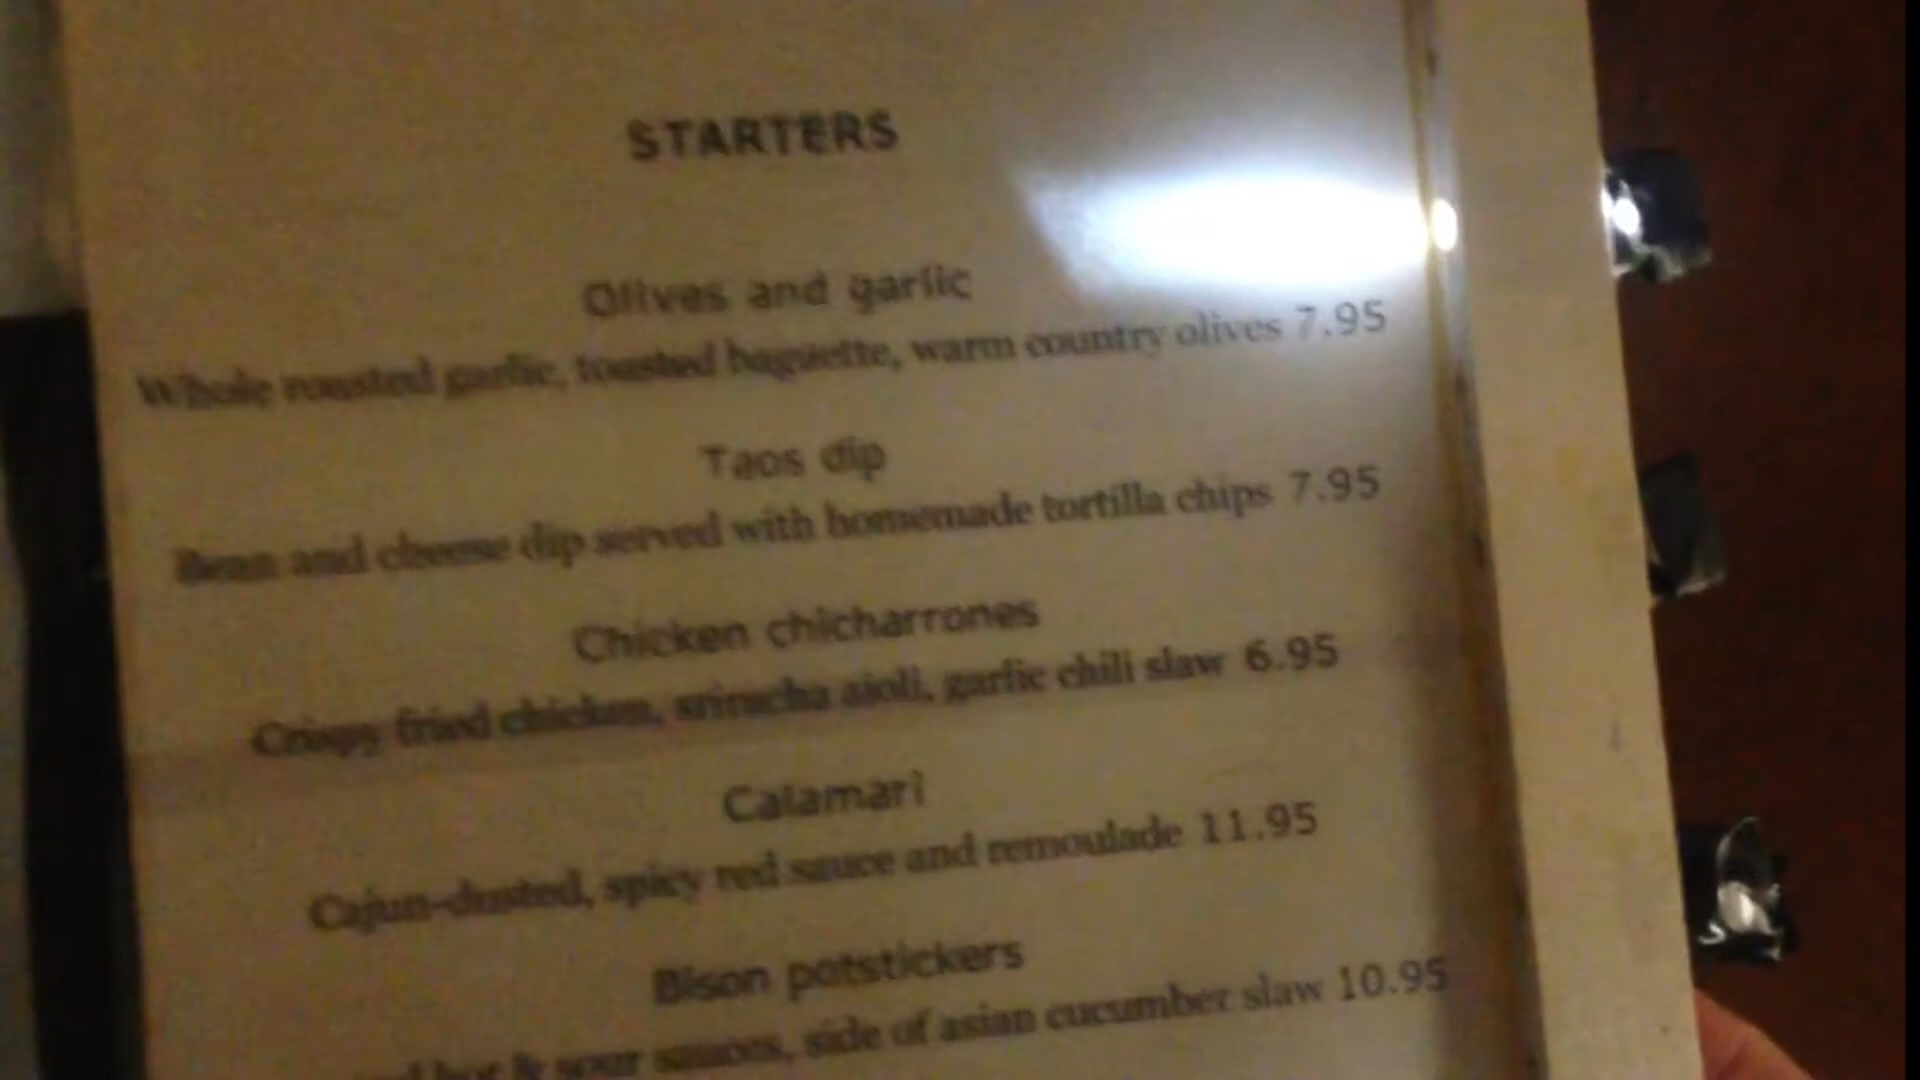 STARTERS
Olives and garlic
Whole roasted garlic, toasted baguette, warm country olives 7.95
Taos dip
Bean and cheese dip served with homemade tortilla chips 7.95
Chicken chicharrones
Crispy fried chicken, sriracha aioli, garlic chili slaw 6.95
Calamari
Cajun-dusted, spicy red sauce and remoulade 11.95
Bison potstickers
hot & sour sauces, side of asian cucumber slaw 10.95